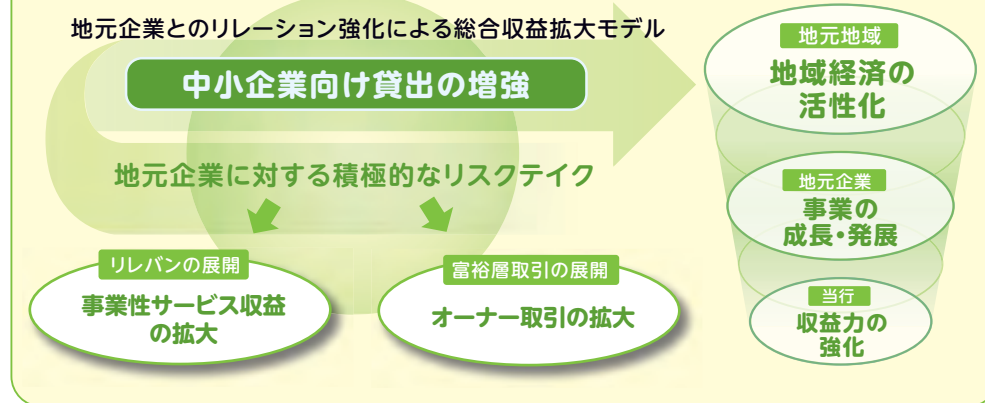 地元企業とのリレーション強化による総合収益拡大モデル
中小企業向け貸出の増強
地元企業に対する積極的なリスクテイク
リレバンの展開
事業性サービス収益
の拡大
富裕層取引の展開
オーナー取引の拡大
地元地域
地域経済の
活性化
地元企業
事業の
成長・発展
当行
収益力の
強化